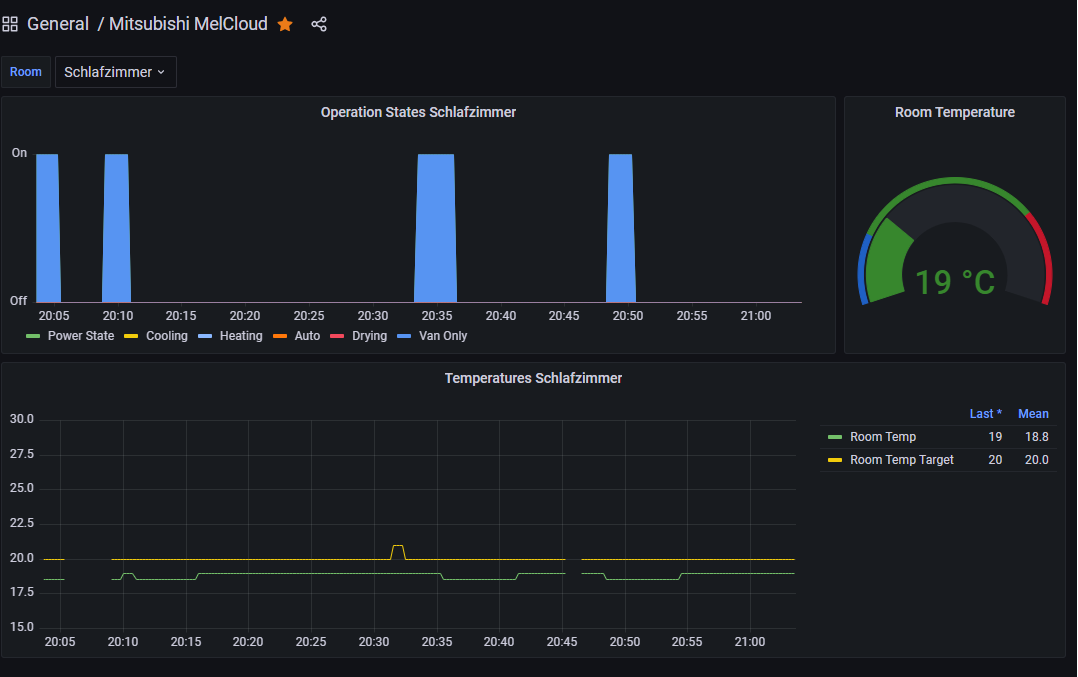 General / Mitsubishi MelCloud
Room Schlafzimmer
Operation States Schlafzimmer
On
Off
20:05 20:10 20:15 20:20 20:25 20:30 20:35 20:40 20:45 20:50 20:55 21:00
Power State Cooling Heating Auto Drying Van Only
Room Temperature
19 °C
Temperatures Schlafzimmer
30.0
27.5
25.0
22.5
20.0
17.5
15.0
20:05 20:10 20:15 20:20 20:25 20:30 20:35 20:40 20:45 20:50 20:55 21:00
Last * Mean
Room Temp 19 18.8
Room Temp Target 20 20.0